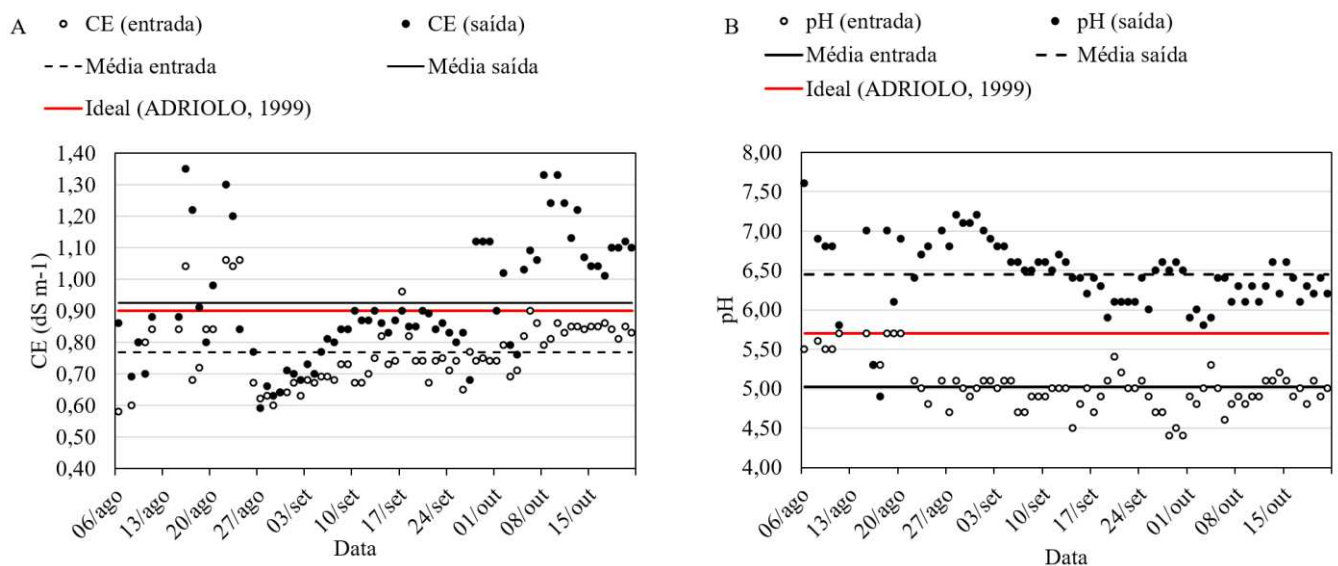 A
CE (entrada)
CE (saída)
Média entrada
Média saída
Ideal (ADRIOLO, 1999)
CE (dS m-1)
1,40
1,30
1,20
1,10
1,00
0,90
0,80
0,70
0,60
0,50
0,40
06/ago
13/ago
20/ago
27/ago
03/set
10/set
17/set
24/set
01/out
08/out
15/out
Data
B
pH (entrada)
pH (saída)
Média entrada
Média saída
Ideal (ADRIOLO, 1999)
pH
8,00
7,50
7,00
6,50
6,00
5,50
5,00
4,50
4,00
06/ago
13/ago
20/ago
27/ago
03/set
10/set
17/set
24/set
01/out
08/out
15/out
Data